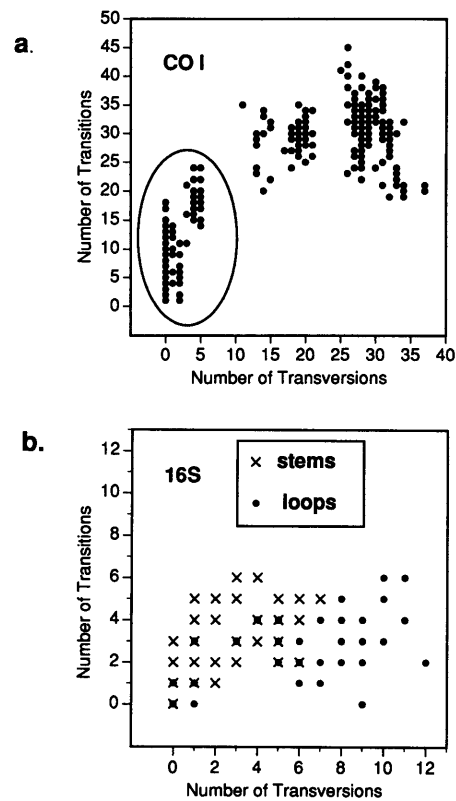 a.
CO I
50
45
40
35
30
25
20
15
10
5
0
Number of Transitions
0 5 10 15 20 25 30 35 40
Number of Transversions
b.
16S
× stems
• loops
12
10
8
6
4
2
0
Number of Transitions
0 2 4 6 8 10 12
Number of Transversions